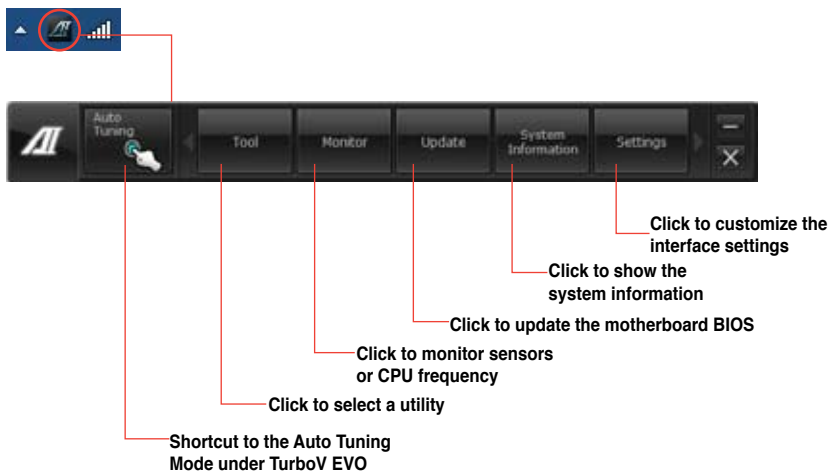 Auto
Tuning
Tool
Monitor
Update
System
Information
Settings
Click to customize the
interface settings
Click to show the
system information
Click to update the motherboard BIOS
Click to monitor sensors
or CPU frequency
Click to select a utility
Shortcut to the Auto Tuning
Mode under TurboV EVO